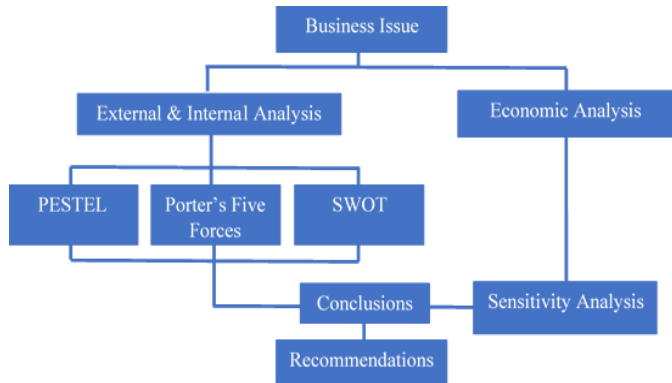 Business Issue
External & Internal Analysis
Economic Analysis
PESTEL
Porter’s Five
Forces
SWOT
Conclusions
Sensitivity Analysis
Recommendations